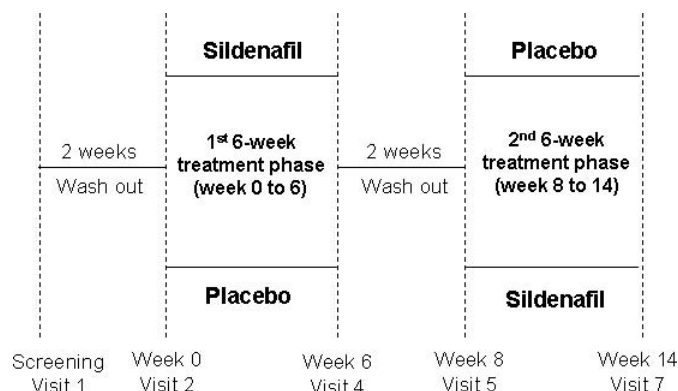 Sildenafil
Placebo
2 weeks
Wash out
1st 6-week
treatment phase
(week 0 to 6)
2 weeks
Wash out
2nd 6-week
treatment phase
(week 8 to 14)
Placebo
Sildenafil
Screening
Visit 1
Week 0
Visit 2
Week 6
Visit 4
Week 8
Visit 5
Week 14
Visit 7